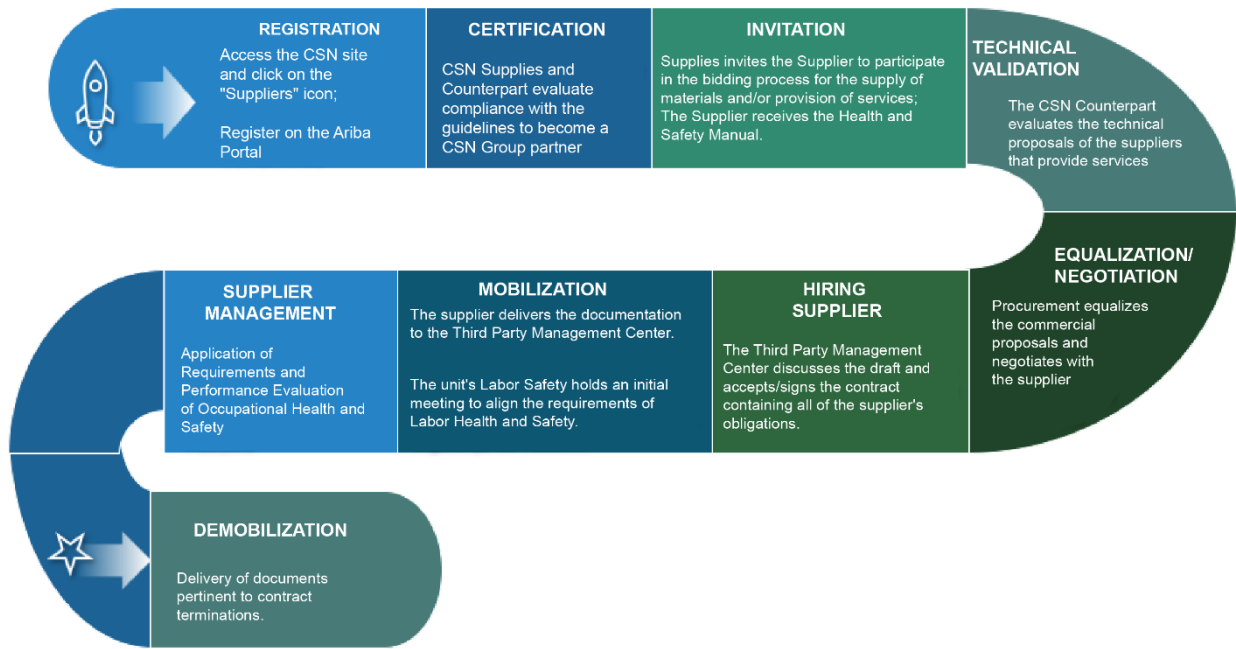 REGISTRATION
Access the CSN site
and click on the
"Suppliers" icon;
Register on the Ariba
Portal
CERTIFICATION
CSN Supplies and
Counterpart evaluate
compliance with the
guidelines to become a
CSN Group partner
INVITATION
Supplies invites the Supplier to participate
in the bidding process for the supply of
materials and/or provision of services;
The Supplier receives the Health and
Safety Manual.
TECHNICAL
VALIDATION
The CSN Counterpart
evaluates the technical
proposals of the suppliers
that provide services
EQUALIZATION/
NEGOTIATION
Procurement equalizes
the commercial
proposals and
negotiates with
the supplier
HIRING
SUPPLIER
The Third Party Management
Center discusses the draft and
accepts/signs the contract
containing all of the supplier's
obligations.
MOBILIZATION
The supplier delivers the documentation
to the Third Party Management Center.
The unit's Labor Safety holds an initial
meeting to align the requirements of
Labor Health and Safety.
SUPPLIER
MANAGEMENT
Application of
Requirements and
Performance Evaluation
of Occupational Health and
Safety
DEMOBILIZATION
Delivery of documents
pertinent to contract
terminations.